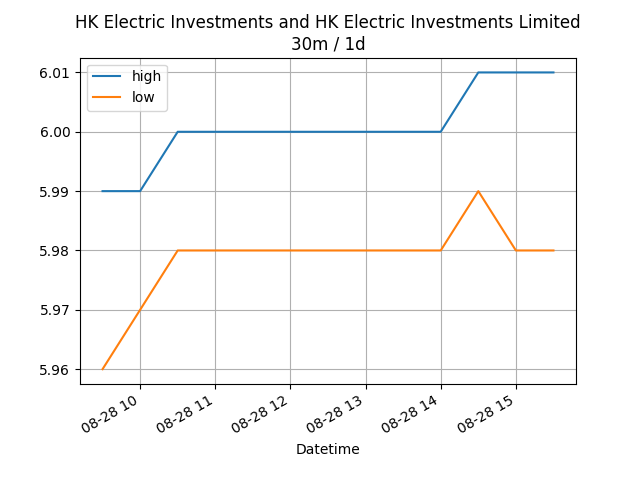 HK Electric Investments and HK Electric Investments Limited
30m / 1d
high
low
6.01
6.00
5.99
5.98
5.97
5.96
08-28 10
08-28 11
08-28 12
08-28 13
08-28 14
08-28 15
Datetime